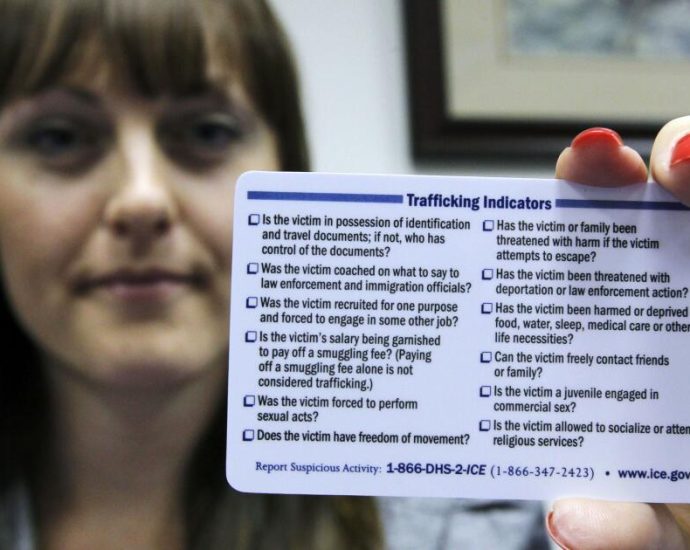 Trafficking Indicators
☐ Is the victim in possession of identification
and travel documents; if not, who has
control of the documents?
☐ Was the victim coached on what to say to
law enforcement and immigration officials?
☐ Was the victim recruited for one purpose
and forced to engage in some other job?
☐ Is the victim's salary being garnished
to pay off a smuggling fee? (Paying
off a smuggling fee alone is not
considered trafficking.)
☐ Was the victim forced to perform
sexual acts?
☐ Does the victim have freedom of movement?
☐ Has the victim or family been
threatened with harm if the victim
attempts to escape?
☐ Has the victim been threatened with
deportation or law enforcement action?
☐ Has the victim been harmed or deprived
food, water, sleep, medical care or other
life necessities?
☐ Can the victim freely contact friends
or family?
☐ Is the victim a juvenile engaged in
commercial sex?
☐ Is the victim allowed to socialize or
religious services?
Report Suspicious Activity: 1-866-DHS-2-ICE (1-866-347-2423) • www.ice.gov